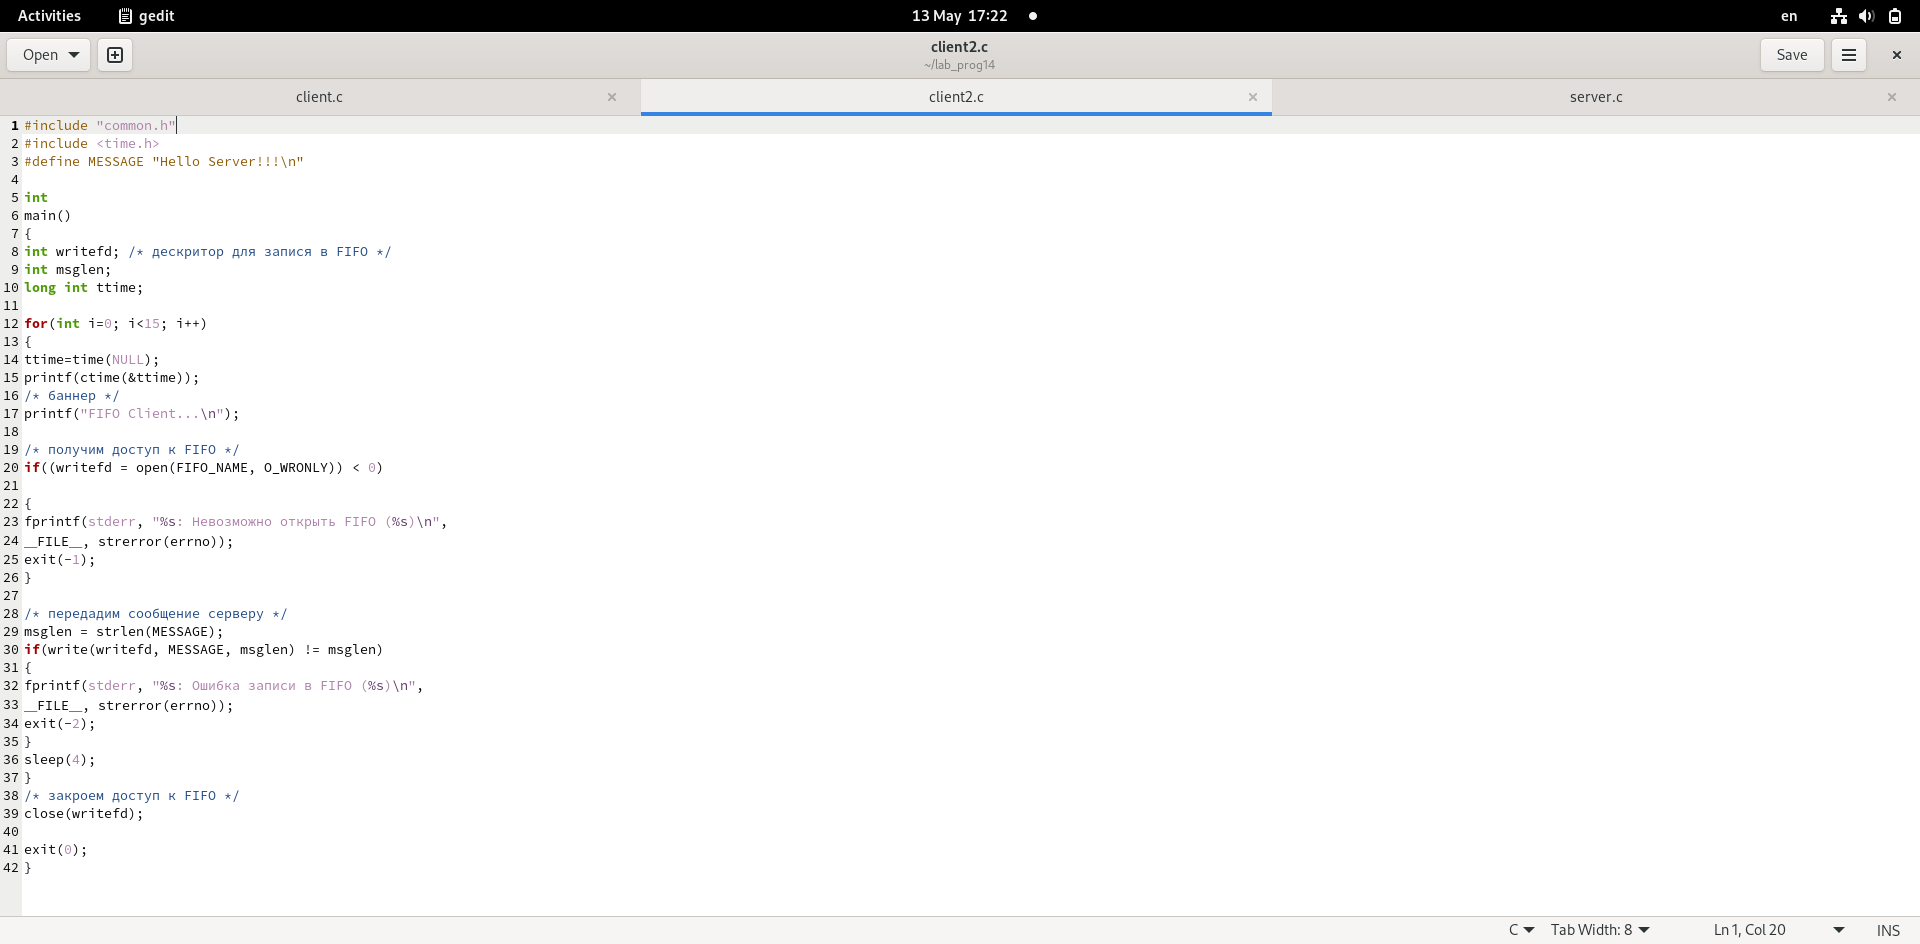 Activities gedit 13 May 17:22 en
Open client2.c Save
~/lab_prog14
client.c client2.c server.c
1 #include "common.h"
2 #include <time.h>
3 #define MESSAGE "Hello Server!!!\n"
4
5 int
6 main()
7 {
8 int writefd; /* дескритор для запися в FIFO */
9 int msglen;
10 long int ttime;
11
12 for(int i=0; i<15; i++)
13 {
14 ttime=time(NULL);
15 printf(ctime(&ttime));
16 /* баннер */
17 printf("FIFO Client...\n");
18
19 /* получим доступ к FIFO */
20 if((writefd = open(FIFO_NAME, O_WRONLY)) < 0)
21
22 {
23 fprintf(stderr, "%s: Невозможно открыть FIFO (%s)\n",
24 __FILE__, strerror(errno));
25 exit(-1);
26 }
27
28 /* передадим сообщение серверу */
29 msglen = strlen(MESSAGE);
30 if(write(writefd, MESSAGE, msglen) != msglen)
31 {
32 fprintf(stderr, "%s: Ошибка записи в FIFO (%s)\n",
33 __FILE__, strerror(errno));
34 exit(-2);
35 }
36 sleep(4);
37 }
38 /* закроем доступ к FIFO */
39 close(writefd);
40
41 exit(0);
42 }
C Tab Width: 8 Ln 1, Col 20 INS